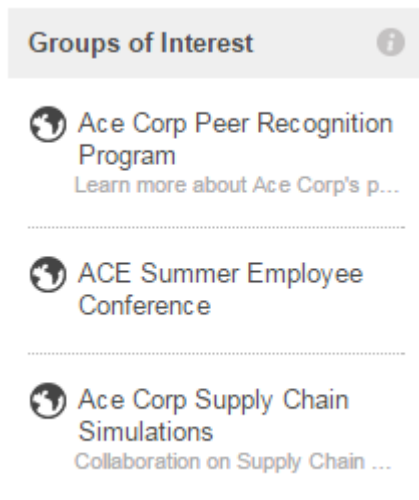 Groups of Interest
Ace Corp Peer Recognition
Program
Learn more about Ace Corp's p...
ACE Summer Employee
Conference
Ace Corp Supply Chain
Simulations
Collaboration on Supply Chain ...